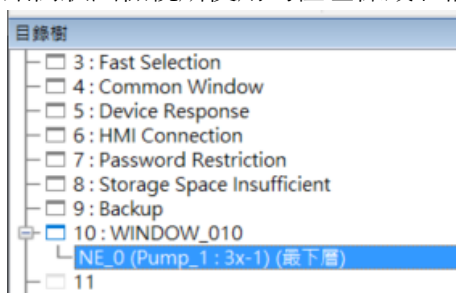 目錄樹
3 : Fast Selection
4 : Common Window
5 : Device Response
6 : HMI Connection
7 : Password Restriction
8 : Storage Space Insufficient
9 : Backup
10 : WINDOW_010
NE_0 (Pump_1 : 3x-1) (最下層)
11